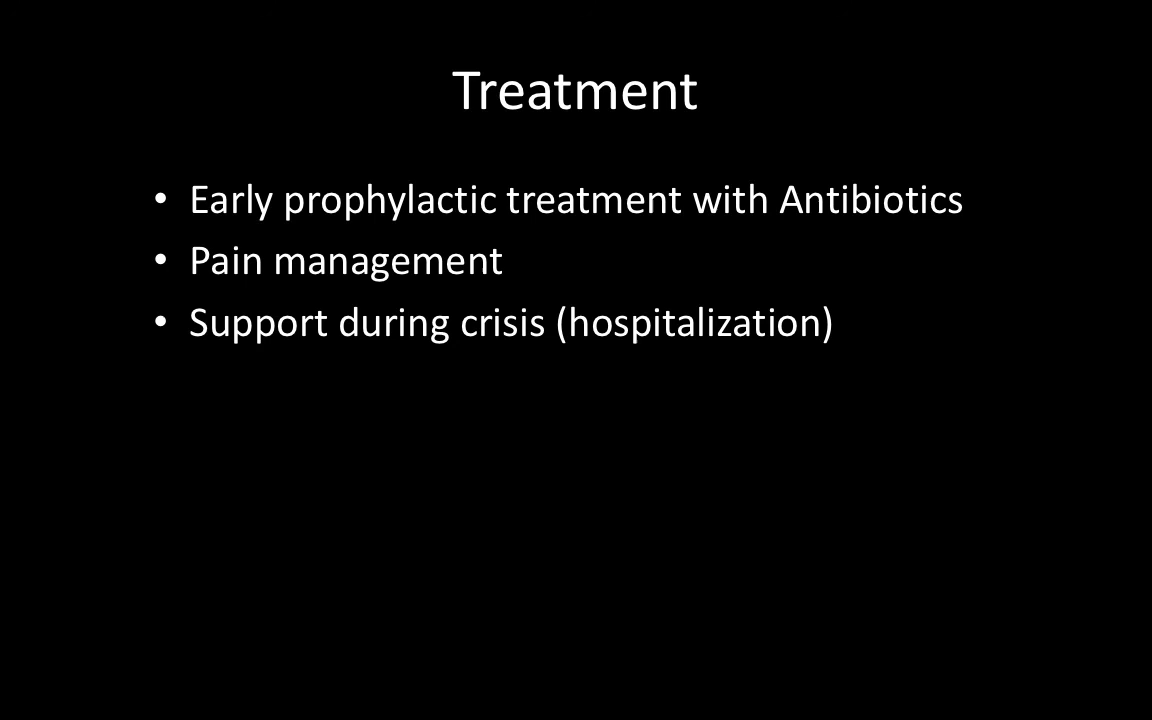 Treatment
• Early prophylactic treatment with Antibiotics
• Pain management
• Support during crisis (hospitalization)